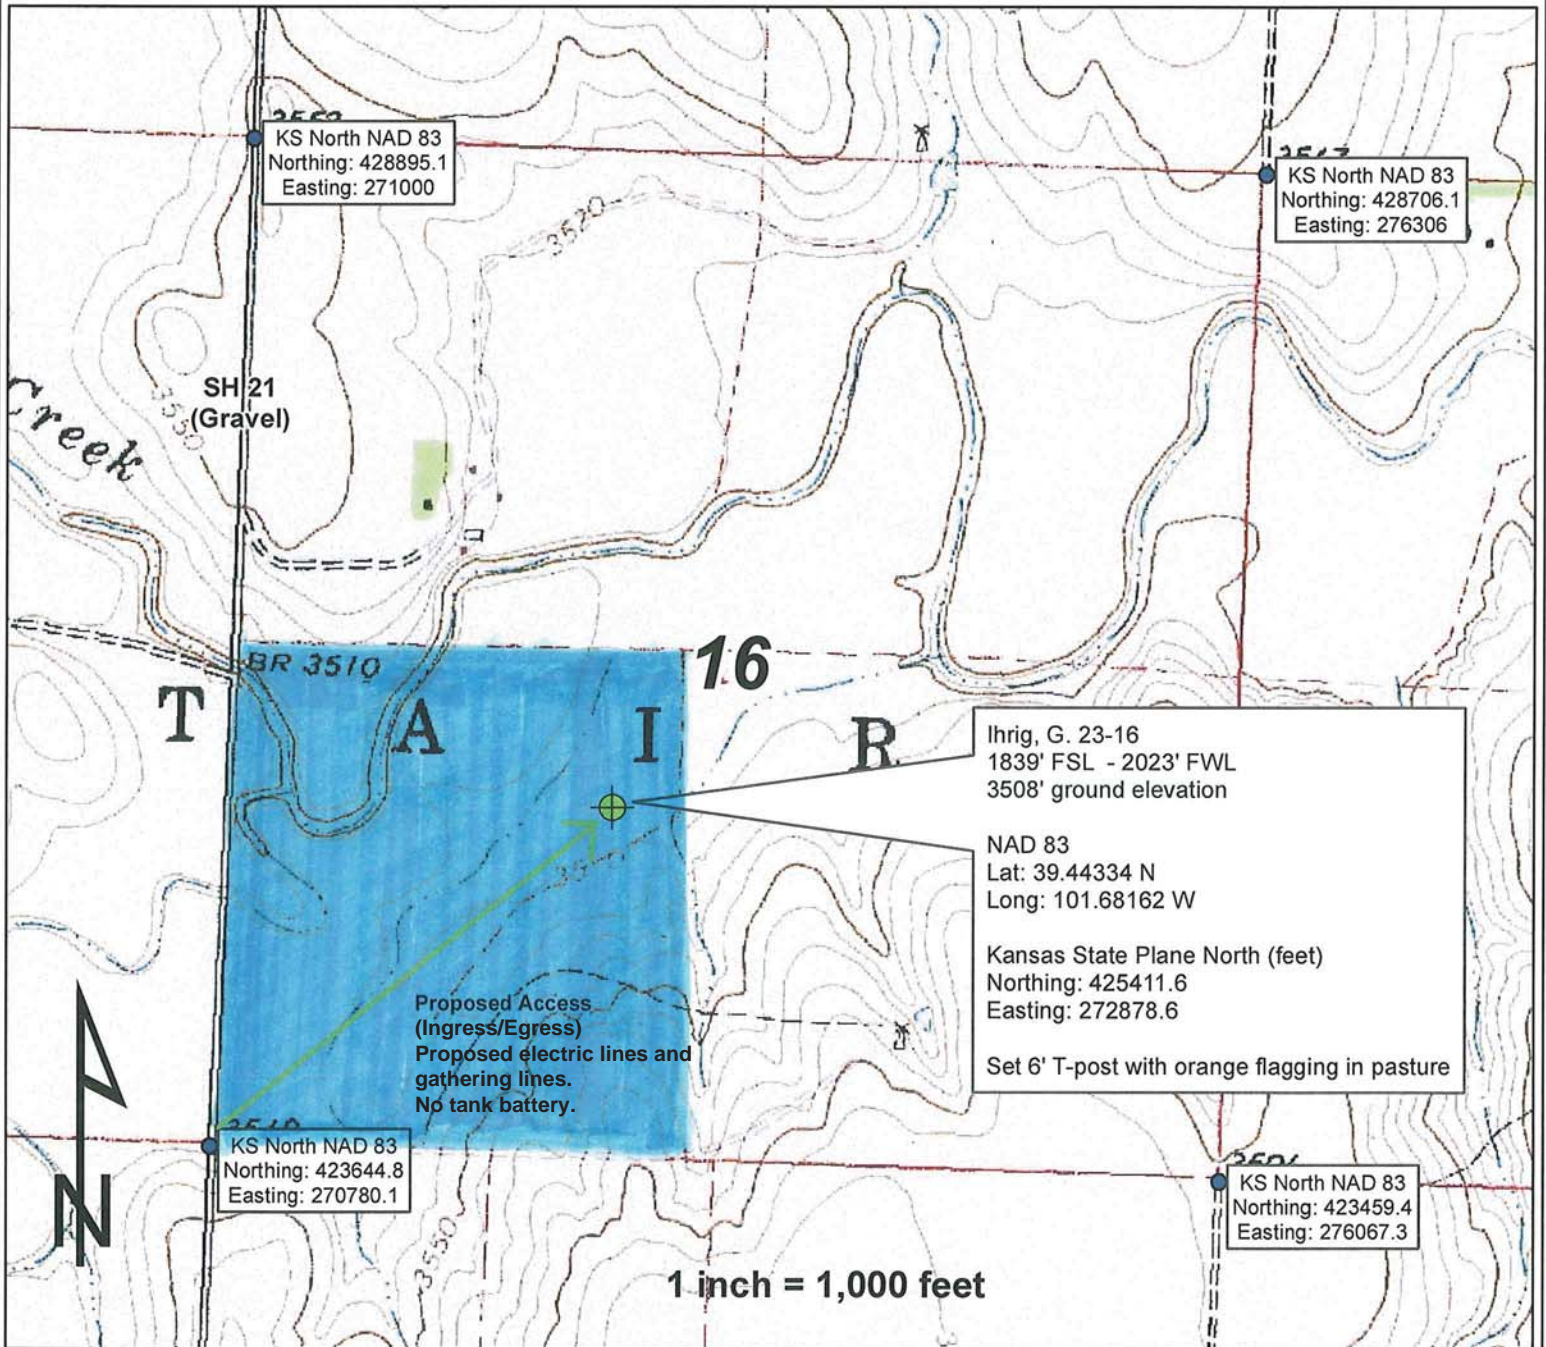 KS North NAD 83
Northing: 428895.1
Easting: 271000
KS North NAD 83
Northing: 428706.1
Easting: 276306
3520
SH 21
(Gravel)
3550
Creek
BR 3510
16
T A I R
Ihrig, G. 23-16
1839' FSL - 2023' FWL
3508' ground elevation
NAD 83
Lat: 39.44334 N
Long: 101.68162 W
Kansas State Plane North (feet)
Northing: 425411.6
Easting: 272878.6
Set 6' T-post with orange flagging in pasture
Proposed Access
(Ingress/Egress)
Proposed electric lines and
gathering lines.
No tank battery.
KS North NAD 83
Northing: 423644.8
Easting: 270780.1
N
KS North NAD 83
Northing: 423459.4
Easting: 276067.3
3550
1 inch = 1,000 feet